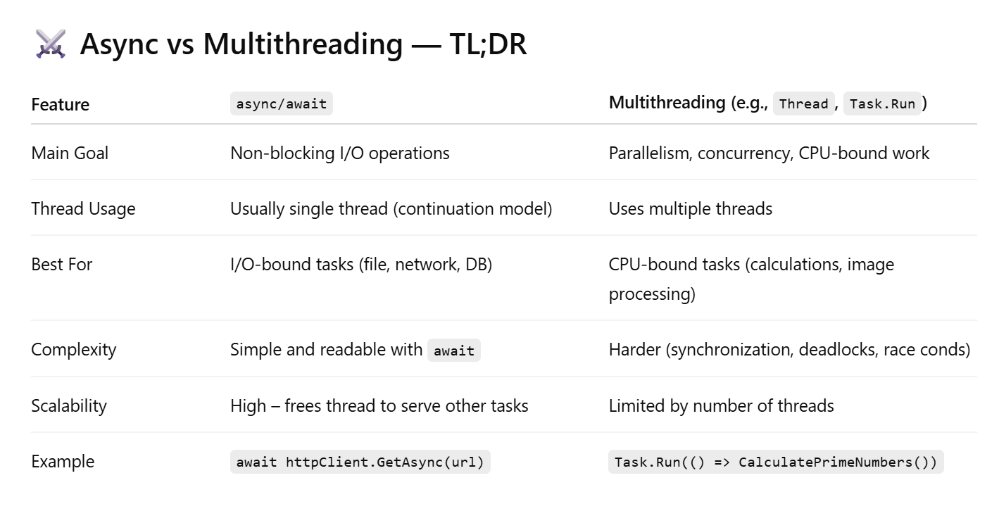 ⚔️ Async vs Multithreading — TL;DR
Feature async/await Multithreading (e.g., Thread, Task.Run)
Main Goal Non-blocking I/O operations Parallelism, concurrency, CPU-bound work
Thread Usage Usually single thread (continuation model) Uses multiple threads
Best For I/O-bound tasks (file, network, DB) CPU-bound tasks (calculations, image
processing)
Complexity Simple and readable with await Harder (synchronization, deadlocks, race conds)
Scalability High – frees thread to serve other tasks Limited by number of threads
Example await httpClient.GetAsync(url) Task.Run(() => CalculatePrimeNumbers())